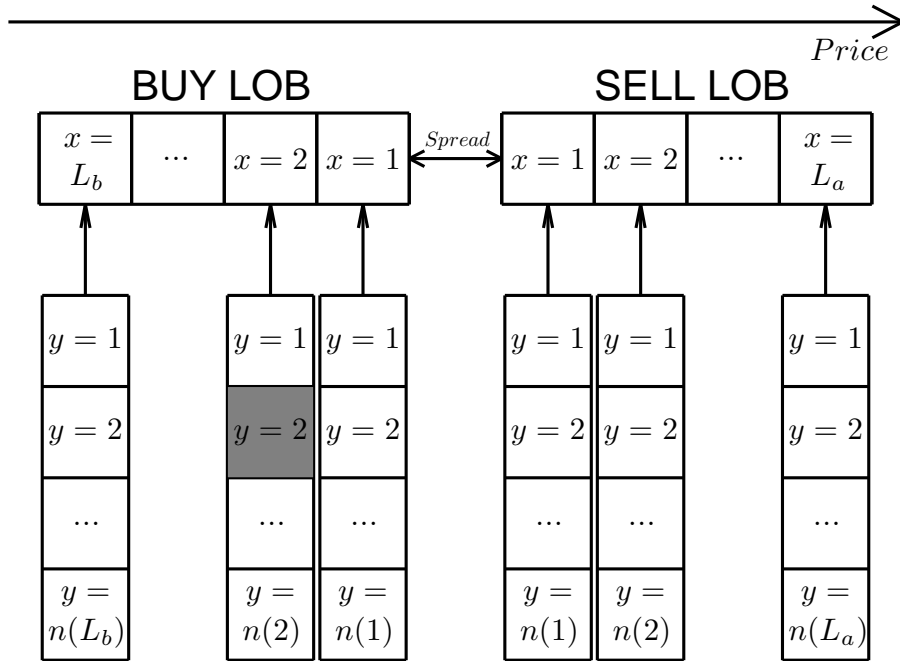 Price
BUY LOB
SELL LOB
x =
L_b
...
x = 2
x = 1
Spread
x = 1
x = 2
...
x =
L_a
y = 1
y = 1
y = 1
y = 1
y = 1
y = 1
y = 2
y = 2
y = 2
y = 2
y = 2
y = 2
...
...
...
...
...
...
y =
n(L_b)
y =
n(2)
y =
n(1)
y =
n(1)
y =
n(2)
y =
n(L_a)